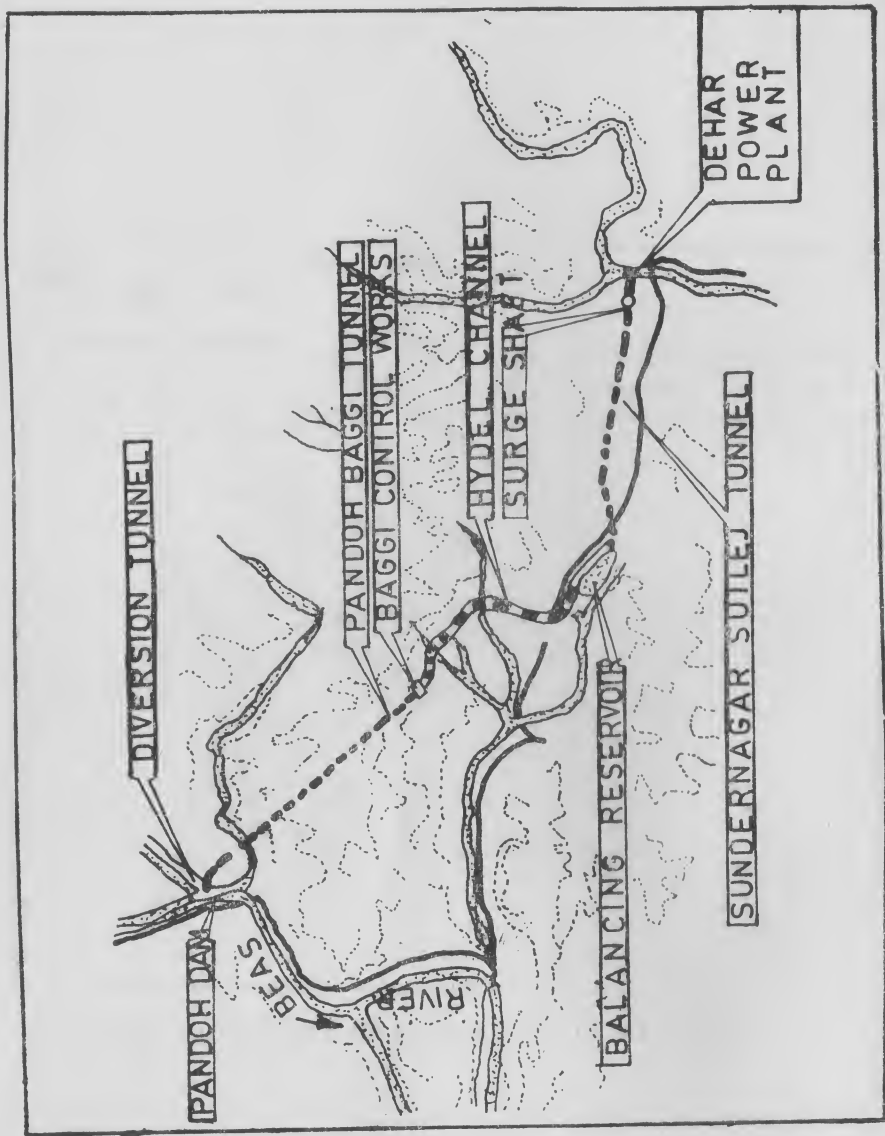 DIVERSION TUNNEL
PANDOH DAM
BEAS
RIVER
PANDOH BAGGI TUNNEL
BAGGI CONTROL WORKS
HYDEL CHANNEL
SURGE SHAFT
BALANCING RESERVOIR
SUNDERNAGAR SUILEJ TUNNEL
DEHAR
POWER
PLANT